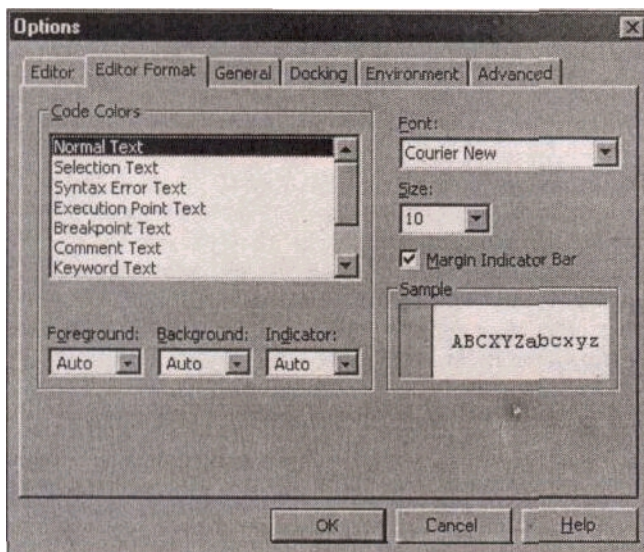 Options
Editor Editor Format General Docking Environment Advanced
Code Colors
Normal Text
Selection Text
Syntax Error Text
Execution Point Text
Breakpoint Text
Comment Text
Keyword Text
Foreground: Background: Indicator:
Auto Auto Auto
Font:
Courier New
Size:
10
Margin Indicator Bar
Sample
ABCXYZabcxyz
OK Cancel Help